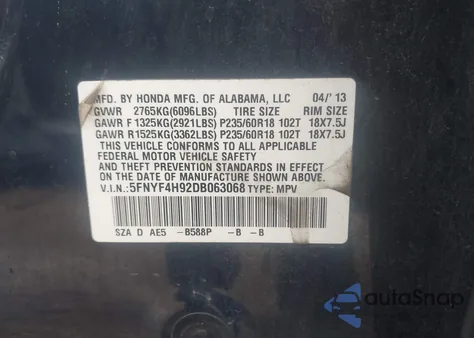 MFD. BY HONDA MFG. OF ALABAMA, LLC 04/'13
GVWR 2765KG(6096LBS) TIRE SIZE RIM SIZE
GAWR F 1325KG(2921LBS) P235/60R18 102T 18X7.5J
GAWR R 1525KG(3362LBS) P235/60R18 102T 18X7.5J
THIS VEHICLE CONFORMS TO ALL APPLICABLE
FEDERAL MOTOR VEHICLE SAFETY
AND THEFT PREVENTION STANDARDS IN EFFECT
ON THE DATE OF MANUFACTURE SHOWN ABOVE.
V.I.N.: 5FNYF4H92DB063068 TYPE: MPV
SZA D AE5 -B588P -B -B
autoSnap